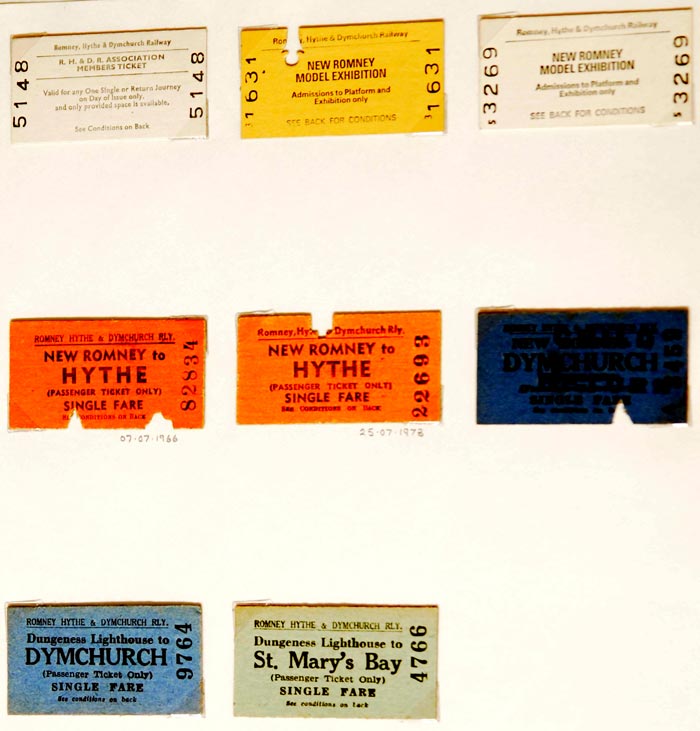 Romney, Hythe & Dymchurch Railway
R. H. & D. R. ASSOCIATION
MEMBERS TICKET
Valid for any One Single or Return Journey
on Day of Issue only,
and only provided space is available.
See Conditions on Back
5148
5148
Romney, Hythe & Dymchurch Railway
NEW ROMNEY
MODEL EXHIBITION
Admissions to Platform and
Exhibition only
SEE BACK FOR CONDITIONS
31631
31631
Romney, Hythe & Dymchurch Railway
NEW ROMNEY
MODEL EXHIBITION
Admissions to Platform and
Exhibition only
SEE BACK FOR CONDITIONS
s3269
s3269
ROMNEY HYTHE & DYMCHURCH RLY.
NEW ROMNEY to
HYTHE
(PASSENGER TICKET ONLY)
SINGLE FARE
CONDITIONS ON BACK
82834
07-07-1966
Romney, Hythe & Dymchurch Rly.
NEW ROMNEY to
HYTHE
(PASSENGER TICKET ONLY)
SINGLE FARE
SEE CONDITIONS ON BACK
22693
25-07-1978
NEW
DYMCHURCH
SINGLE FARE
ROMNEY HYTHE & DYMCHURCH RLY.
Dungeness Lighthouse to
DYMCHURCH
(Passenger Ticket Only)
SINGLE FARE
See conditions on back
9764
ROMNEY HYTHE & DYMCHURCH RLY.
Dungeness Lighthouse to
St. Mary's Bay
(Passenger Ticket Only)
SINGLE FARE
See conditions on back
4766